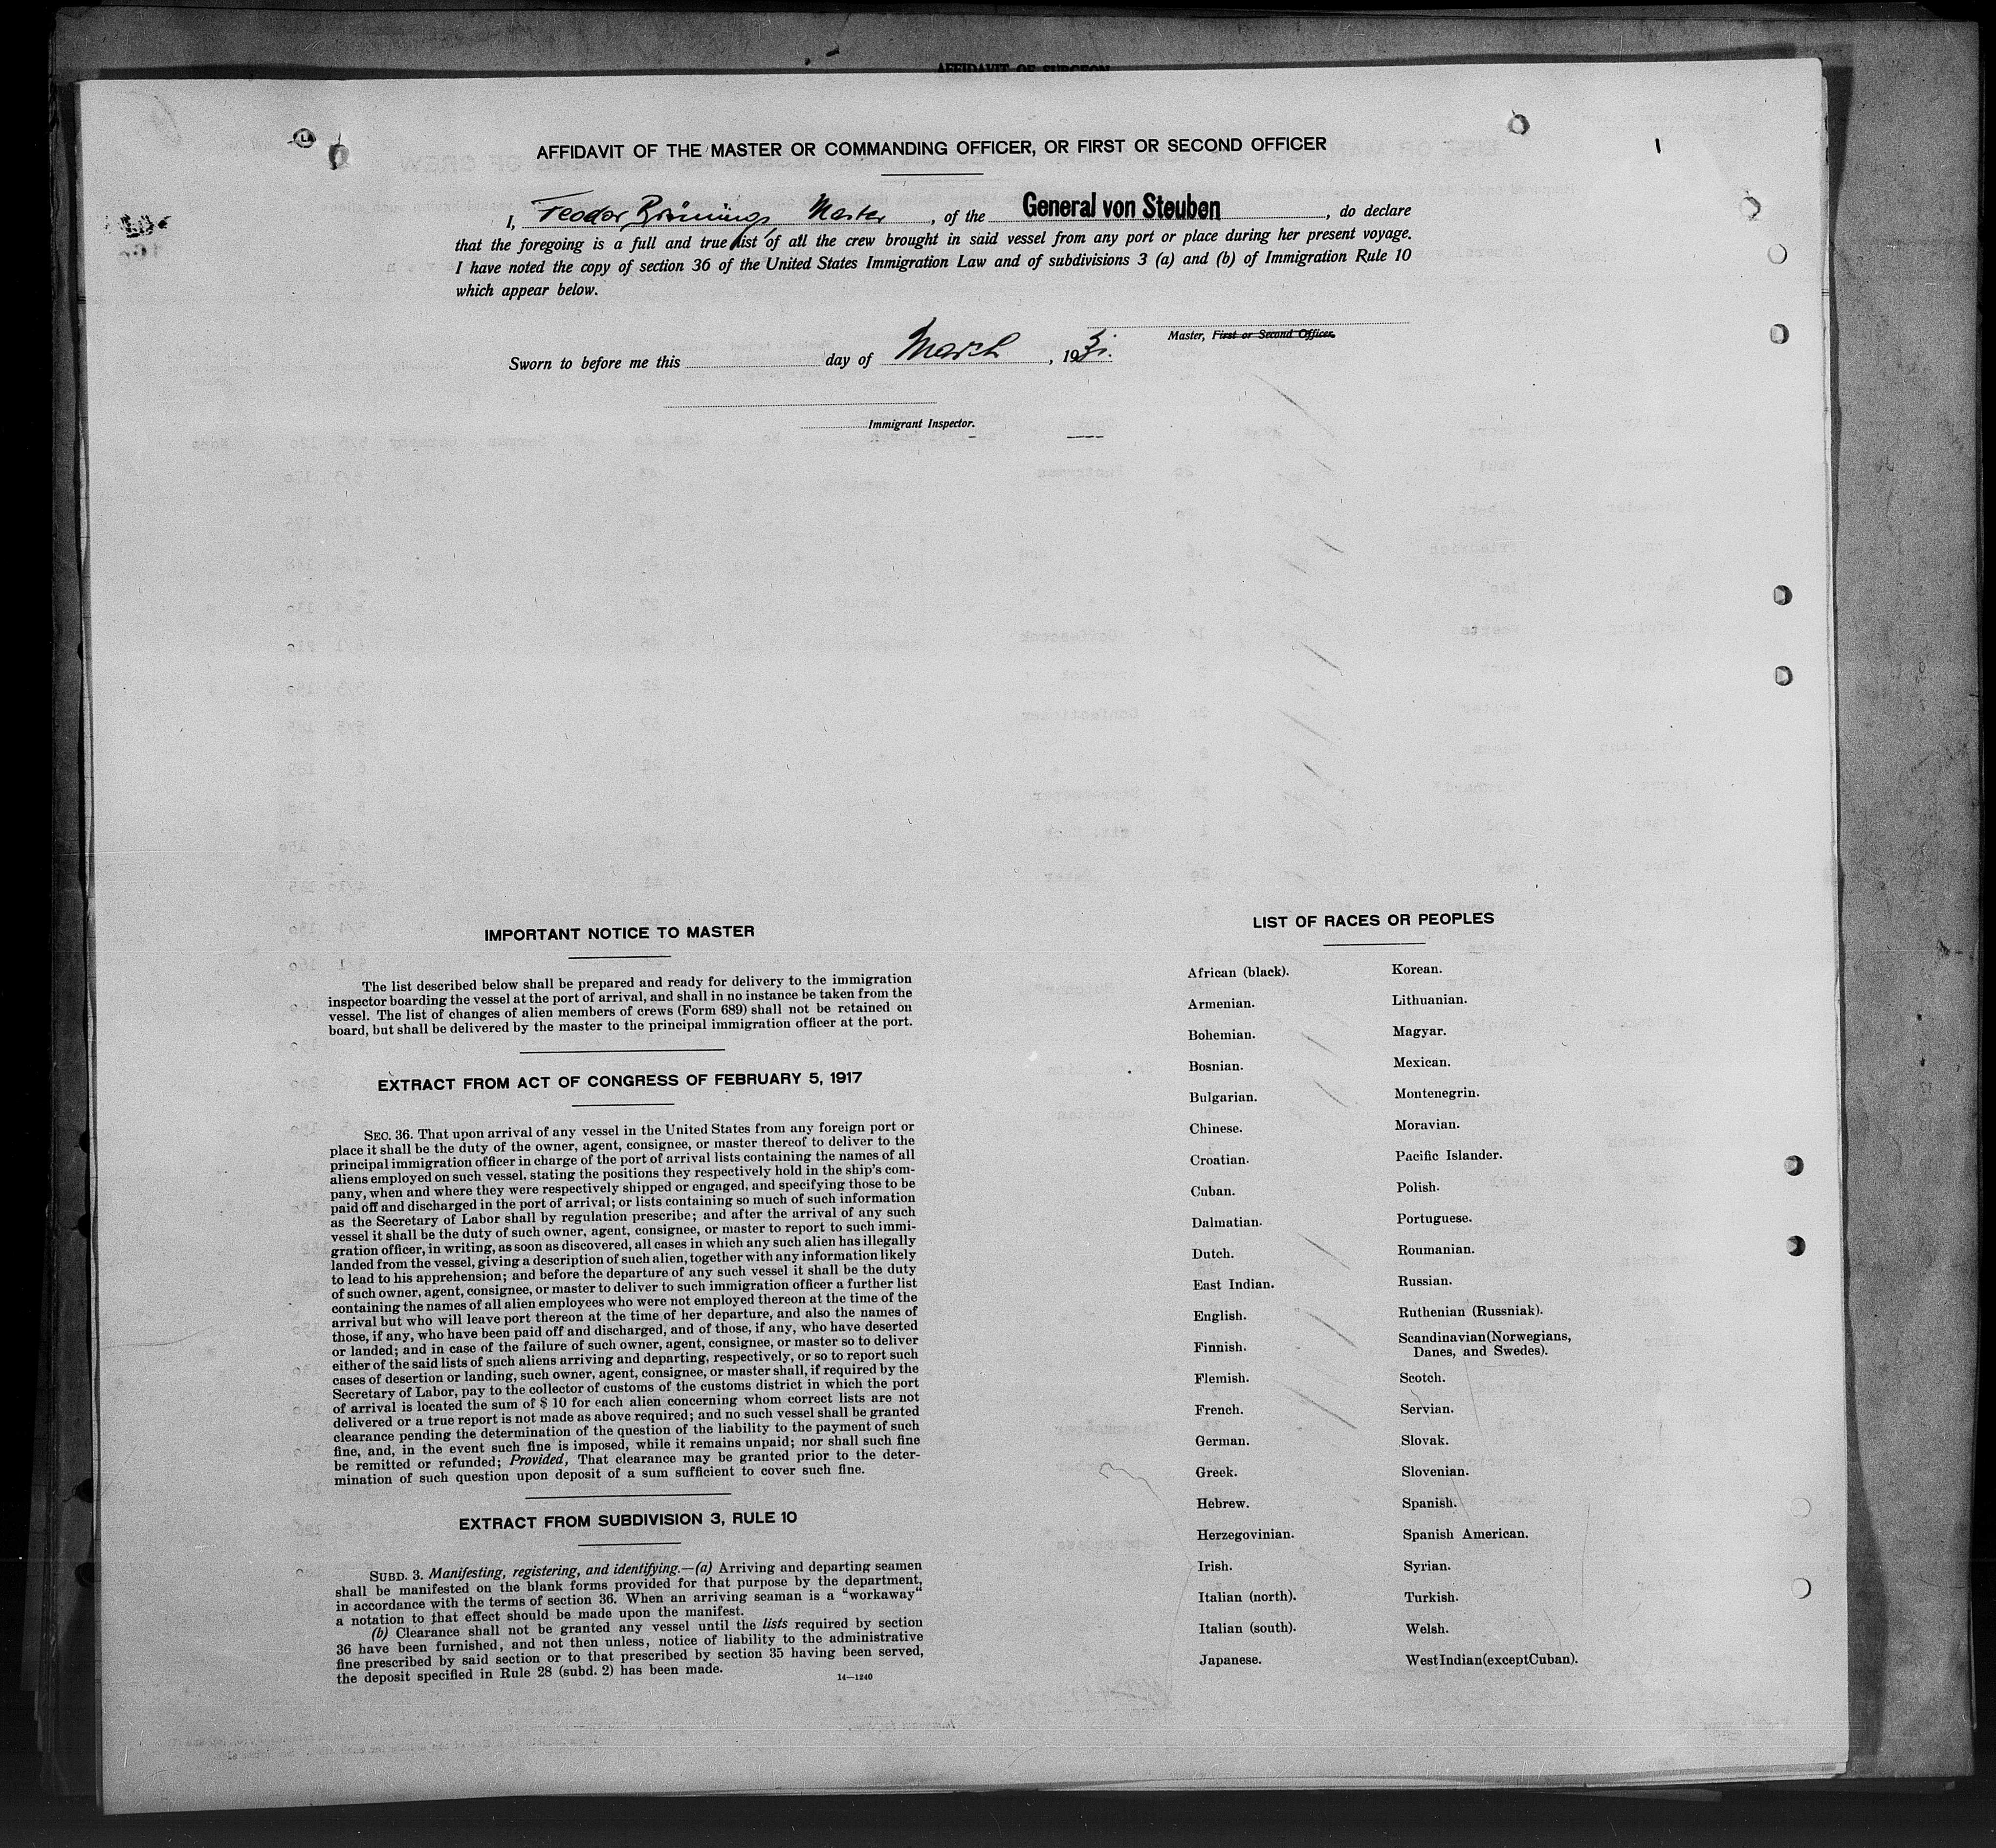 AFFIDAVIT OF SURGEON
AFFIDAVIT OF THE MASTER OR COMMANDING OFFICER, OR FIRST OR SECOND OFFICER
I, Feodor Brünings, Master, of the General von Steuben, do declare
that the foregoing is a full and true list of all the crew brought in said vessel from any port or place during her present voyage.
I have noted the copy of section 36 of the United States Immigration Law and of subdivisions 3 (a) and (b) of Immigration Rule 10
which appear below.
Master, First or Second Officer.
Sworn to before me this day of March, 1931.
Immigrant Inspector.
IMPORTANT NOTICE TO MASTER
The list described below shall be prepared and ready for delivery to the immigration
inspector boarding the vessel at the port of arrival, and shall in no instance be taken from the
vessel. The list of changes of alien members of crews (Form 689) shall not be retained on
board, but shall be delivered by the master to the principal immigration officer at the port.
EXTRACT FROM ACT OF CONGRESS OF FEBRUARY 5, 1917
SEC. 36. That upon arrival of any vessel in the United States from any foreign port or
place it shall be the duty of the owner, agent, consignee, or master thereof to deliver to the
principal immigration officer in charge of the port of arrival lists containing the names of all
aliens employed on such vessel, stating the positions they respectively hold in the ship's com-
pany, when and where they were respectively shipped or engaged, and specifying those to be
paid off and discharged in the port of arrival; or lists containing so much of such information
as the Secretary of Labor shall by regulation prescribe; and after the arrival of any such
vessel it shall be the duty of such owner, agent, consignee, or master to report to such immi-
gration officer, in writing, as soon as discovered, all cases in which any such alien has illegally
landed from the vessel, giving a description of such alien, together with any information likely
to lead to his apprehension; and before the departure of any such vessel it shall be the duty
of such owner, agent, consignee, or master to deliver to such immigration officer a further list
containing the names of all alien employees who were not employed thereon at the time of the
arrival but who will leave port thereon at the time of her departure, and also the names of
those, if any, who have been paid off and discharged, and of those, if any, who have deserted
or landed; and in case of the failure of such owner, agent, consignee, or master so to deliver
either of the said lists of such aliens arriving and departing, respectively, or so to report such
cases of desertion or landing, such owner, agent, consignee, or master shall, if required by the
Secretary of Labor, pay to the collector of customs of the customs district in which the port
of arrival is located the sum of $ 10 for each alien concerning whom correct lists are not
delivered or a true report is not made as above required; and no such vessel shall be granted
clearance pending the determination of the question of the liability to the payment of such
fine, and, in the event such fine is imposed, while it remains unpaid; nor shall such fine
be remitted or refunded; Provided, That clearance may be granted prior to the deter-
mination of such question upon deposit of a sum sufficient to cover such fine.
EXTRACT FROM SUBDIVISION 3, RULE 10
SUBD. 3. Manifesting, registering, and identifying.—(a) Arriving and departing seamen
shall be manifested on the blank forms provided for that purpose by the department,
in accordance with the terms of section 36. When an arriving seaman is a "workaway"
a notation to that effect should be made upon the manifest.
(b) Clearance shall not be granted any vessel until the lists required by section
36 have been furnished, and not then unless, notice of liability to the administrative
fine prescribed by said section or to that prescribed by section 35 having been served,
the deposit specified in Rule 28 (subd. 2) has been made.
14—1240
LIST OF RACES OR PEOPLES
African (black).
Armenian.
Bohemian.
Bosnian.
Bulgarian.
Chinese.
Croatian.
Cuban.
Dalmatian.
Dutch.
East Indian.
English.
Finnish.
Flemish.
French.
German.
Greek.
Hebrew.
Herzegovinian.
Irish.
Italian (north).
Italian (south).
Japanese.
Korean.
Lithuanian.
Magyar.
Mexican.
Montenegrin.
Moravian.
Pacific Islander.
Polish.
Portuguese.
Roumanian.
Russian.
Ruthenian (Russniak).
Scandinavian (Norwegians,
Danes, and Swedes).
Scotch.
Servian.
Slovak.
Slovenian.
Spanish.
Spanish American.
Syrian.
Turkish.
Welsh.
West Indian (except Cuban).